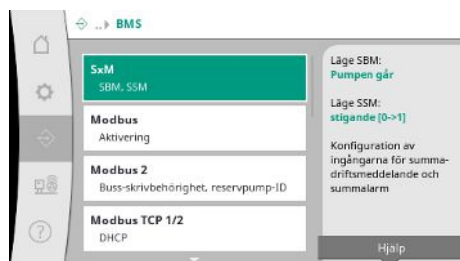 ..▸ BMS
SxM
SBM, SSM
Modbus
Aktivering
Modbus 2
Buss-skrivbehörighet, reservpump-ID
Modbus TCP 1/2
DHCP
Läge SBM:
Pumpen går
Läge SSM:
stigande [0->1]
Konfiguration av
ingångarna för summa-
driftsmeddelande och
summalarm
Hjälp